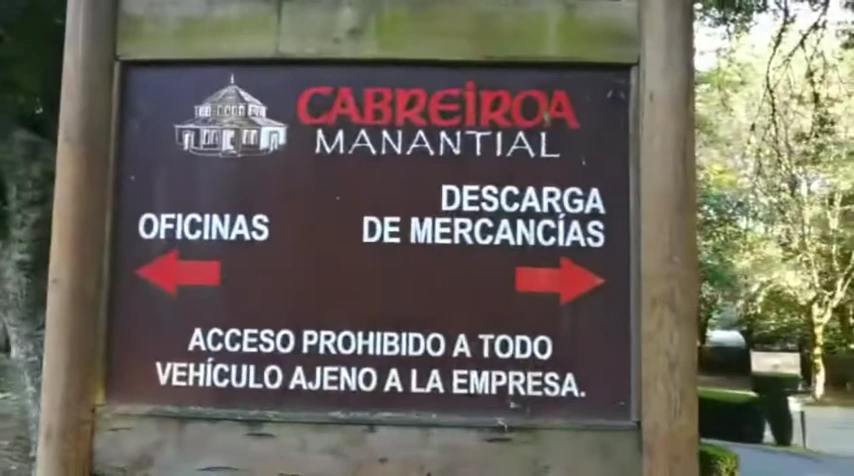 CABREIROA
MANANTIAL
DESCARGA
OFICINAS DE MERCANCÍAS
ACCESO PROHIBIDO A TODO
VEHÍCULO AJENO A LA EMPRESA.